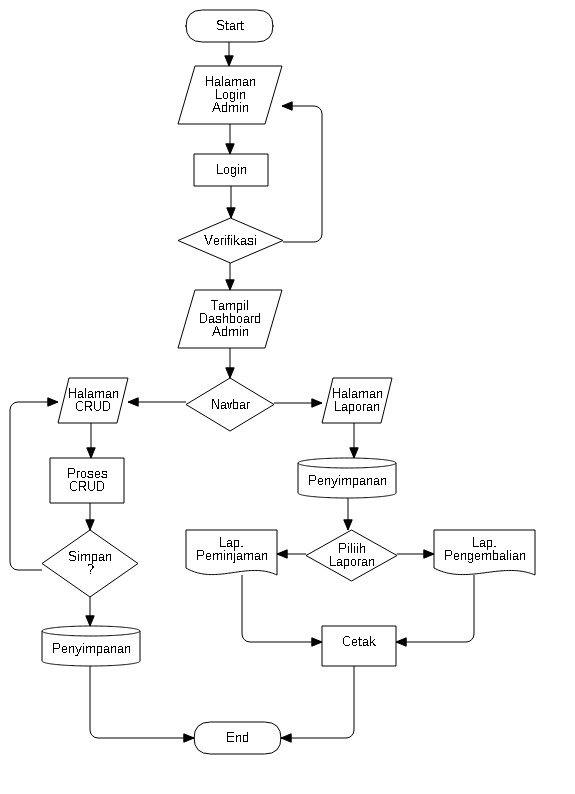 Start
Halaman
Login
Admin
Login
Verifikasi
Tampil
Dashboard
Admin
Navbar
Halaman
CRUD
Proses
CRUD
Simpan
?
Penyimpanan
Halaman
Laporan
Penyimpanan
Piliih
Laporan
Lap.
Peminjaman
Lap.
Pengembalian
Cetak
End